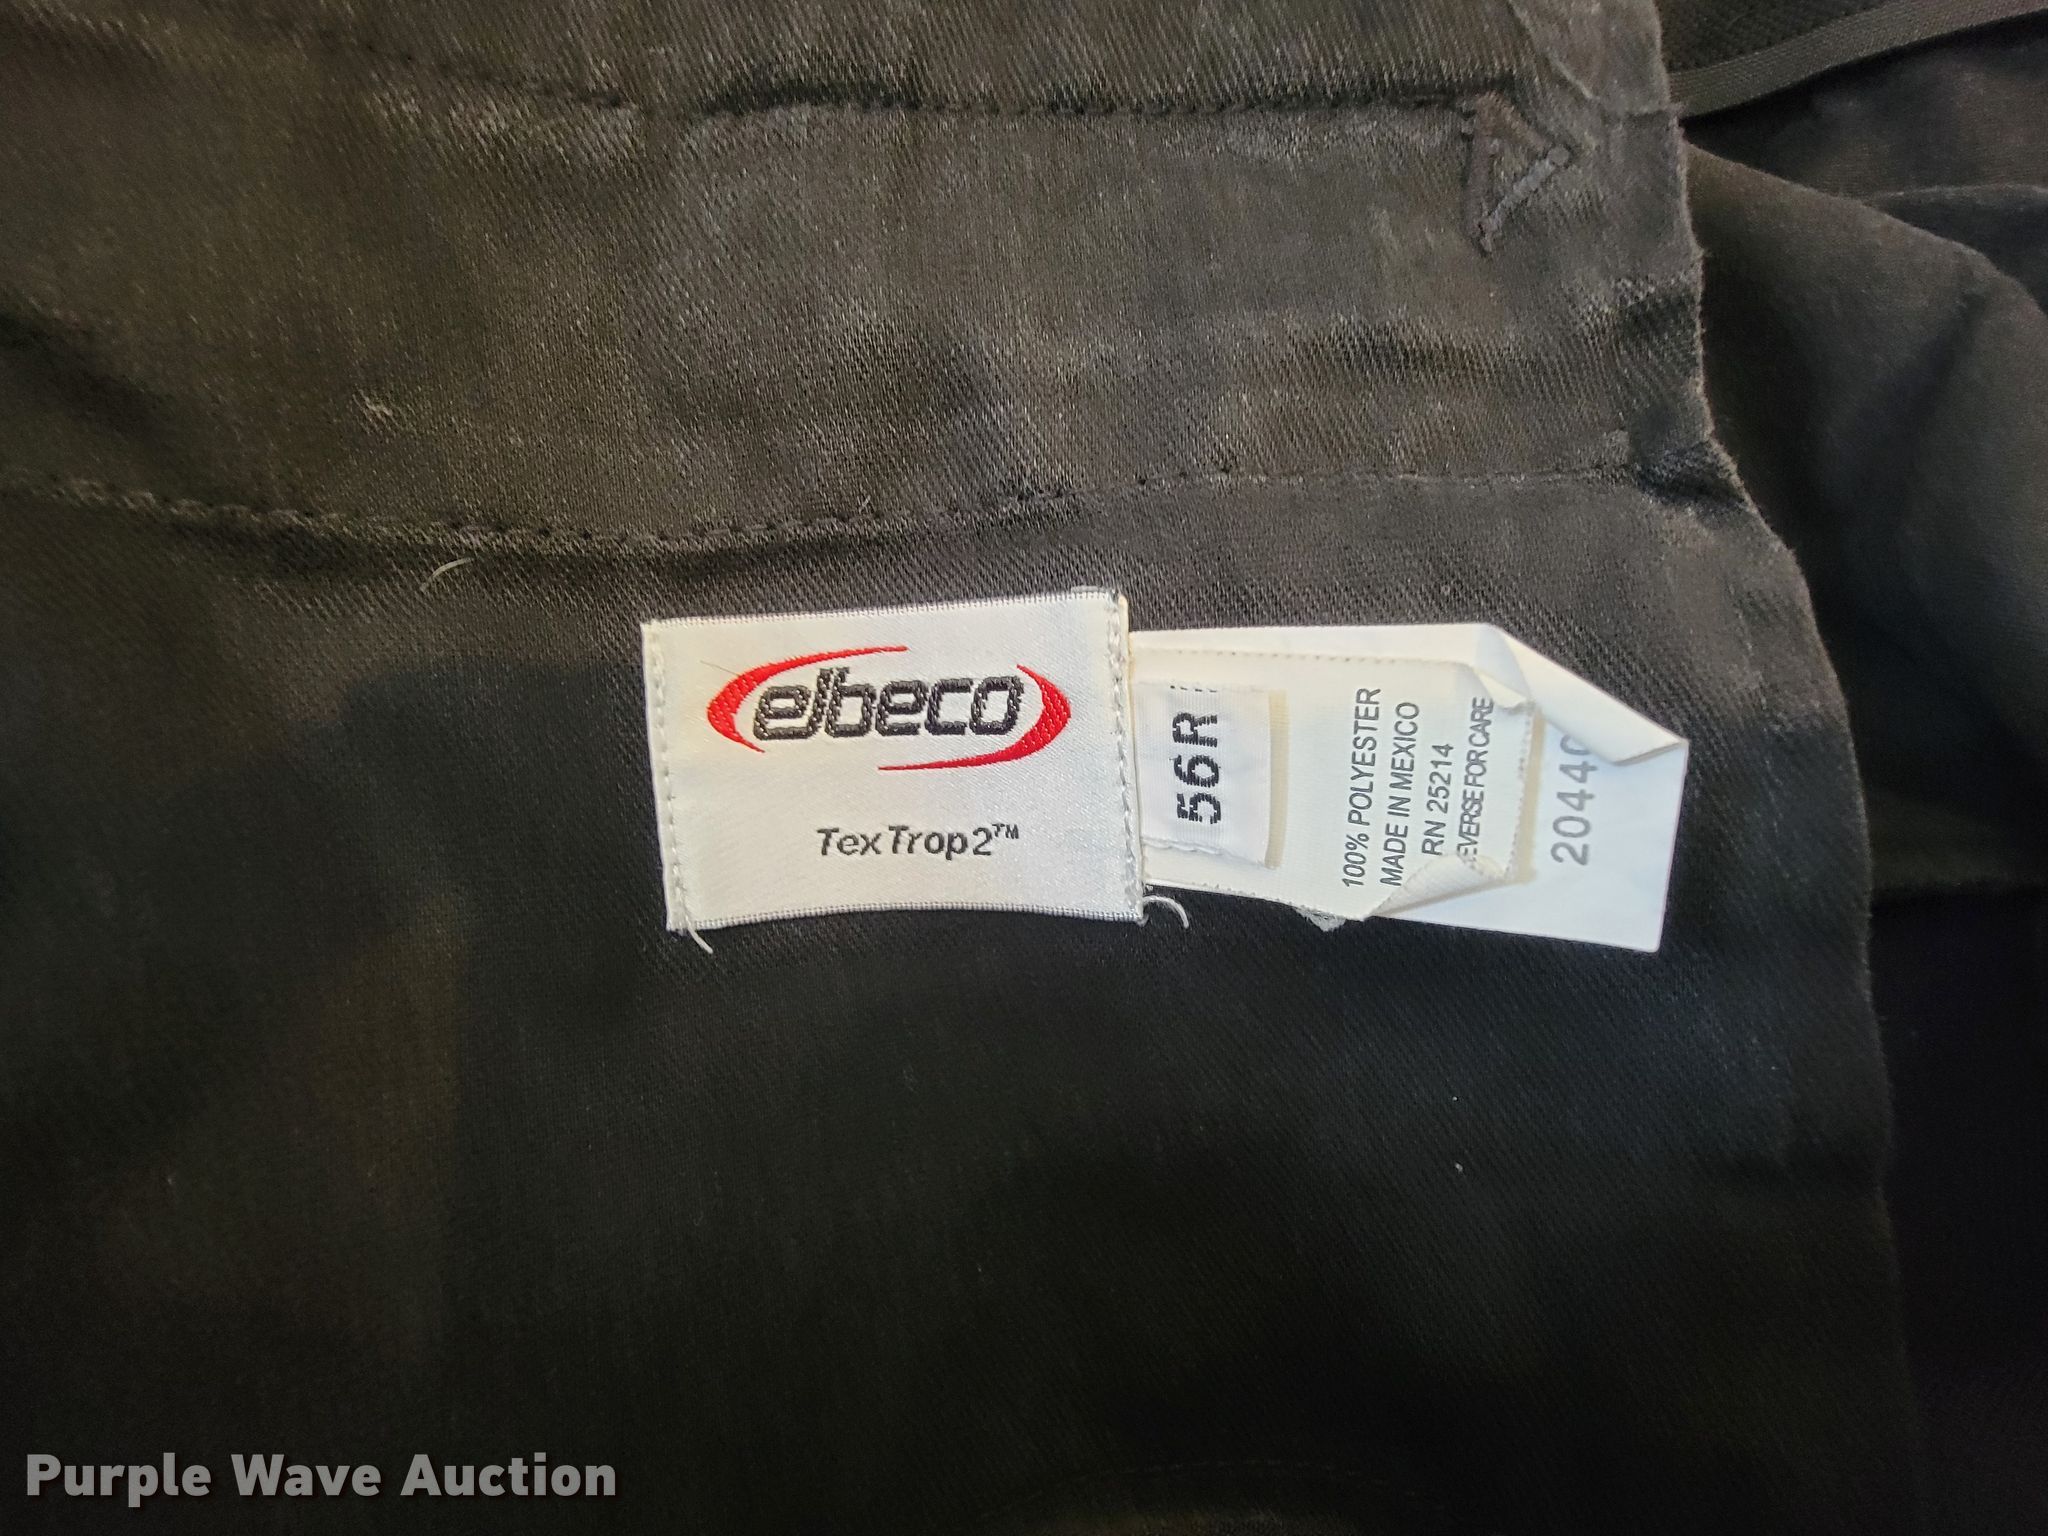 elbeco
TexTrop2™
56R
100% POLYESTER
MADE IN MEXICO
RN 25214
EVERSE FOR CARE
2044
Purple Wave Auction